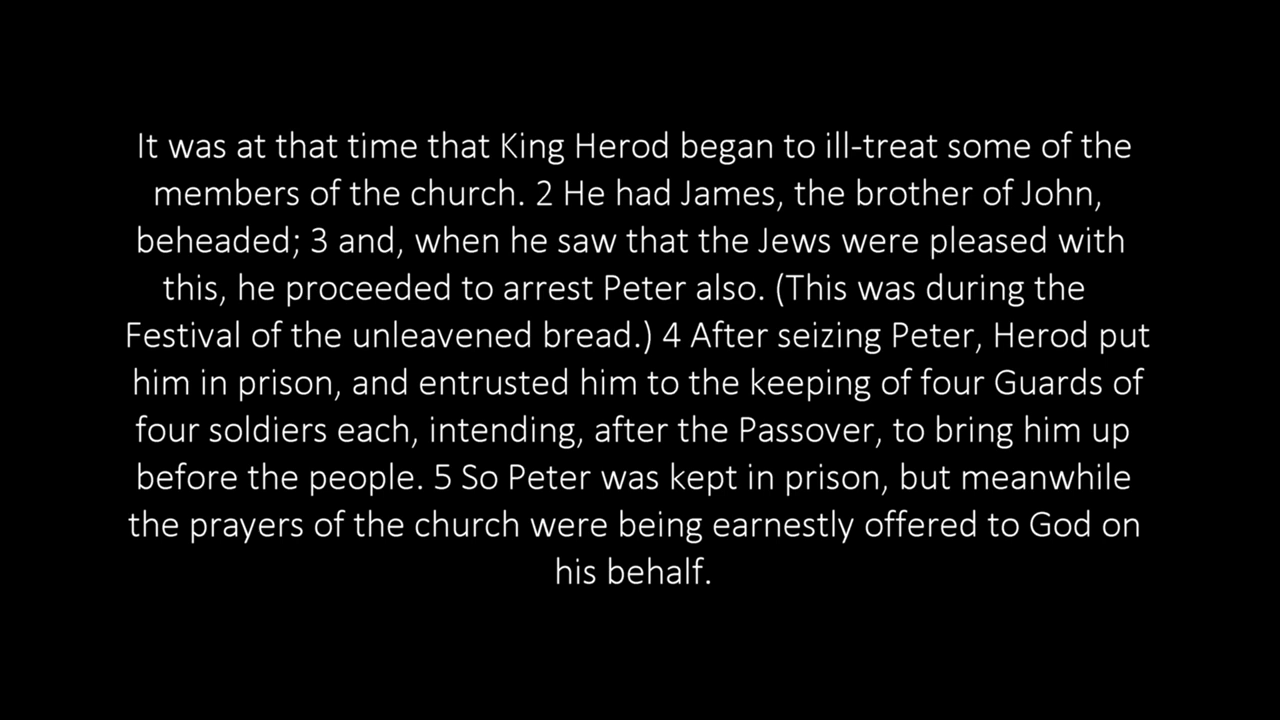 It was at that time that King Herod began to ill-treat some of the
members of the church. 2 He had James, the brother of John,
beheaded; 3 and, when he saw that the Jews were pleased with
this, he proceeded to arrest Peter also. (This was during the
Festival of the unleavened bread.) 4 After seizing Peter, Herod put
him in prison, and entrusted him to the keeping of four Guards of
four soldiers each, intending, after the Passover, to bring him up
before the people. 5 So Peter was kept in prison, but meanwhile
the prayers of the church were being earnestly offered to God on
his behalf.